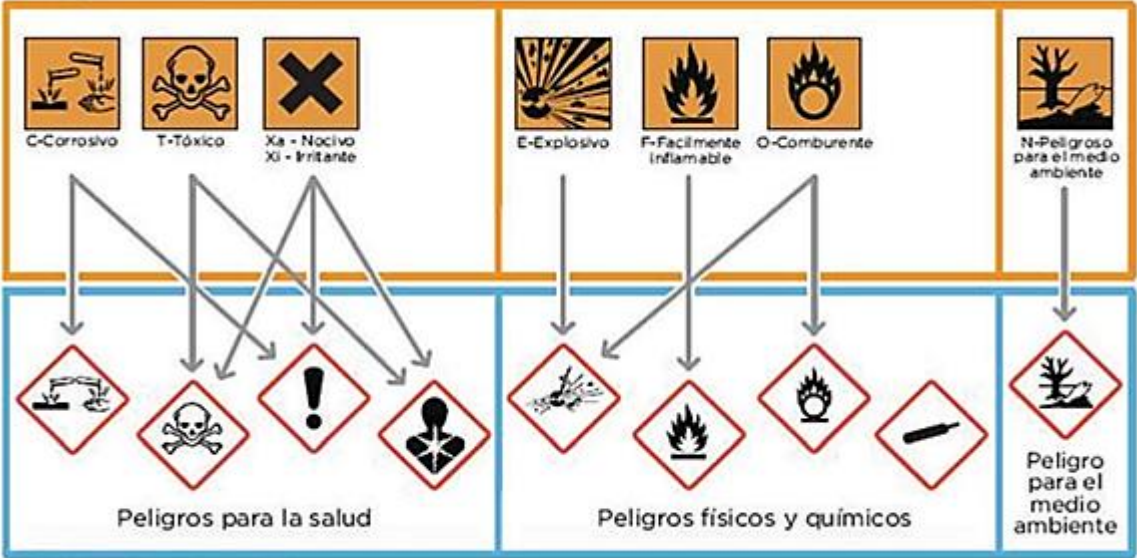 C-Corrosivo
T-Tóxico
Xa - Nocivo
Xi - Irritante
E-Explosivo
F-Facilmente
Inflamable
O-Comburente
N-Peligroso
para el medio
ambiente
Peligros para la salud
Peligros físicos y químicos
Peligro
para el
medio
ambiente